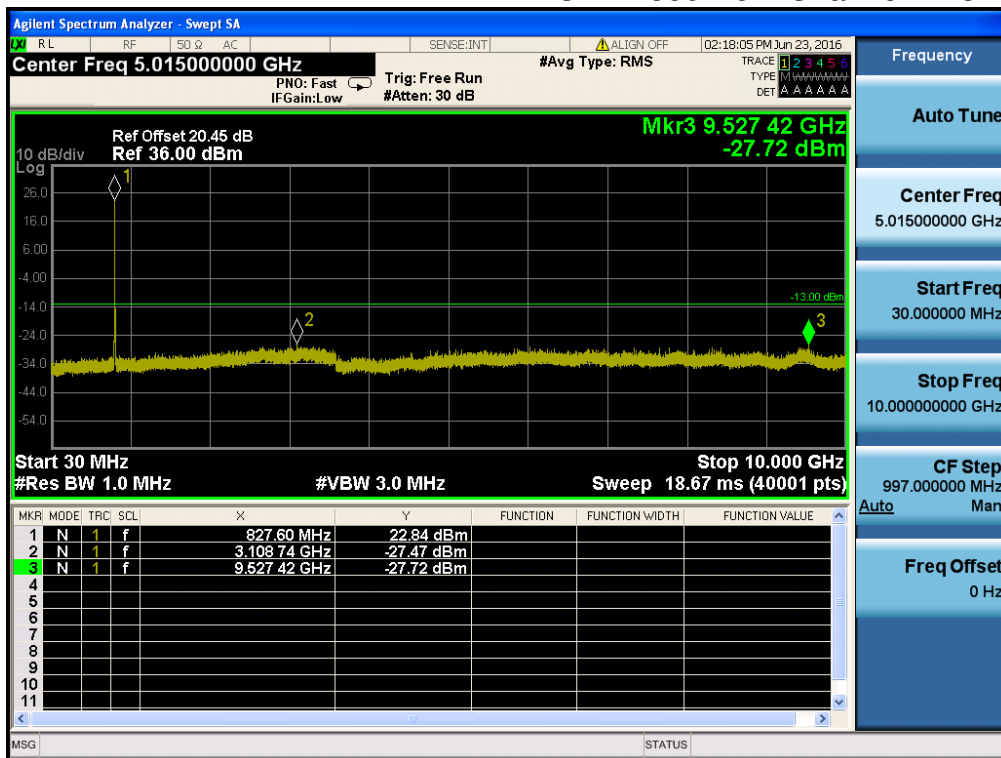 Agilent Spectrum Analyzer - Swept SA
LXI RL RF 50 Ω AC SENSE:INT ALIGN OFF 02:18:05 PM Jun 23, 2016
Center Freq 5.015000000 GHz #Avg Type: RMS TRACE 1 2 3 4 5 6
PNO: Fast Trig: Free Run TYPE M WWWWW
IFGain:Low #Atten: 30 dB DET A A A A A A
Mkr3 9.527 42 GHz
Ref Offset 20.45 dB
10 dB/div Ref 36.00 dBm -27.72 dBm
Log
1
26.0
16.0
6.00
-4.00
-13.00 dBm
-14.0
2
3
-24.0
-34.0
-44.0
-54.0
Start 30 MHz Stop 10.000 GHz
#Res BW 1.0 MHz #VBW 3.0 MHz Sweep 18.67 ms (40001 pts)
MKR MODE TRC SCL X Y FUNCTION FUNCTION WIDTH FUNCTION VALUE
1 N 1 f 827.60 MHz 22.84 dBm
2 N 1 f 3.108 74 GHz -27.47 dBm
3 N 1 f 9.527 42 GHz -27.72 dBm
4
5
6
7
8
9
10
11
MSG STATUS
Frequency
Auto Tune
Center Freq
5.015000000 GHz
Start Freq
30.000000 MHz
Stop Freq
10.000000000 GHz
CF Step
997.000000 MHz
Auto Man
Freq Offset
0 Hz